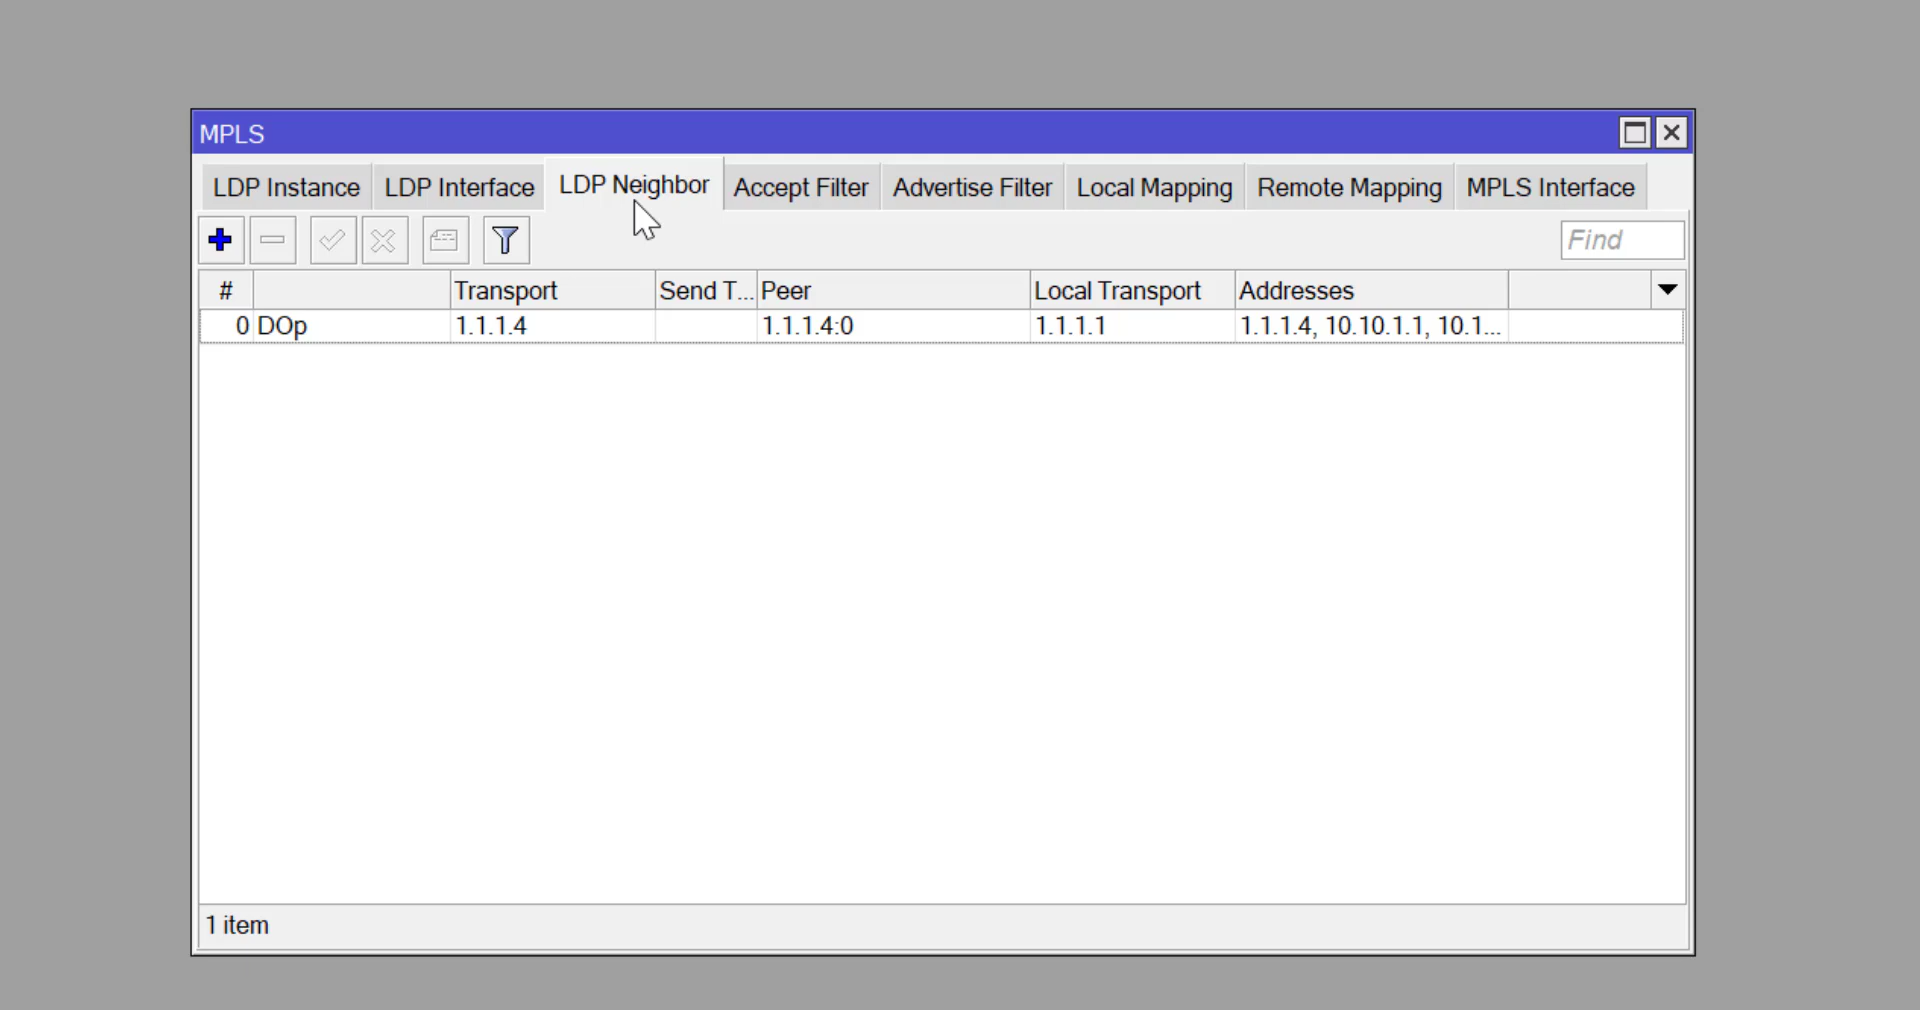 MPLS
LDP Instance LDP Interface LDP Neighbor Accept Filter Advertise Filter Local Mapping Remote Mapping MPLS Interface
Find
# Transport Send T... Peer Local Transport Addresses
0 DOp 1.1.1.4 1.1.1.4:0 1.1.1.1 1.1.1.4, 10.10.1.1, 10.1...
1 item